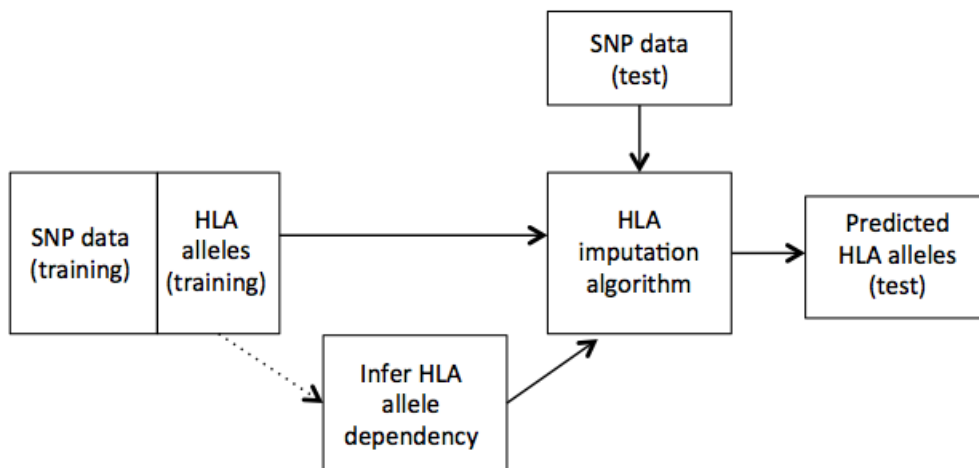 SNP data
(test)
SNP data
(training)
HLA
alleles
(training)
HLA
imputation
algorithm
Predicted
HLA alleles
(test)
Infer HLA
allele
dependency